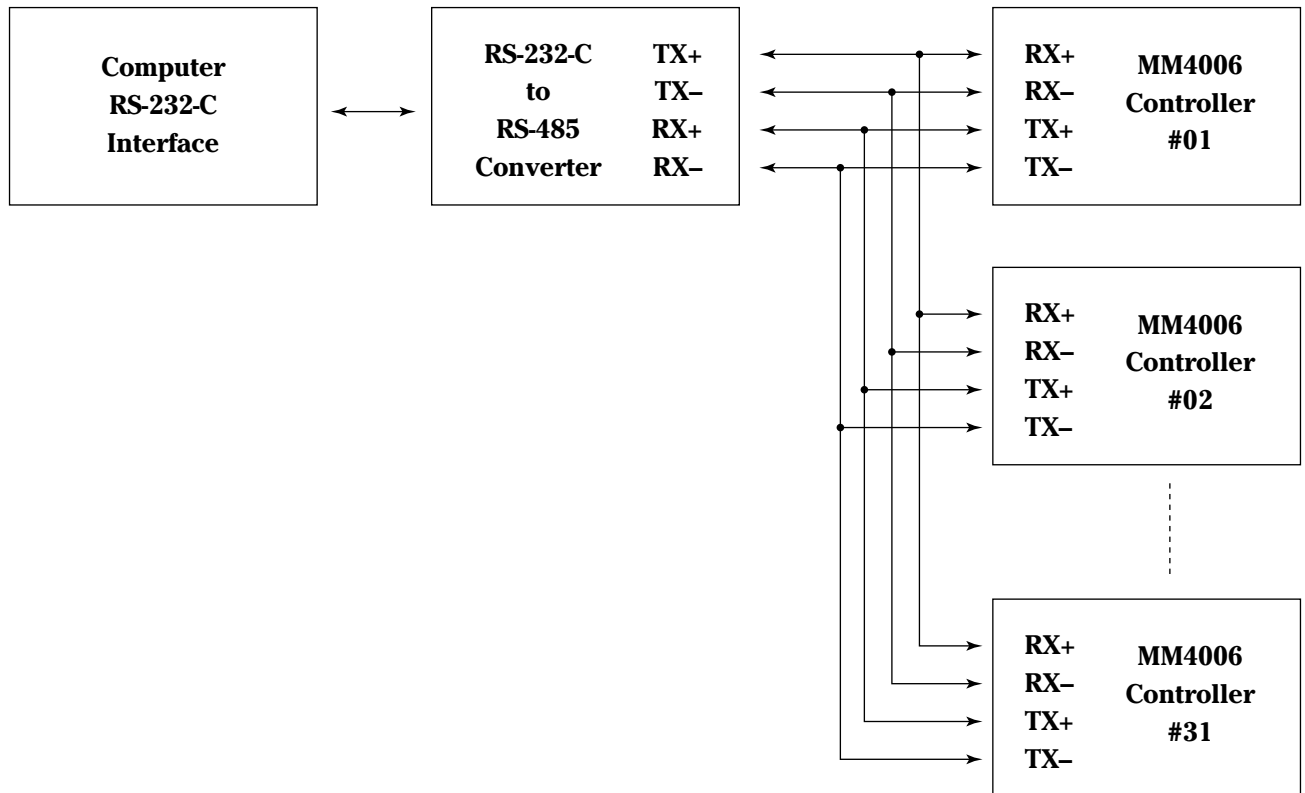 Computer
RS-232-C
Interface
RS-232-C
to
RS-485
Converter
TX+
TX–
RX+
RX–
RX+
RX–
TX+
TX–
MM4006
Controller
#01
RX+
RX–
TX+
TX–
MM4006
Controller
#02
RX+
RX–
TX+
TX–
MM4006
Controller
#31